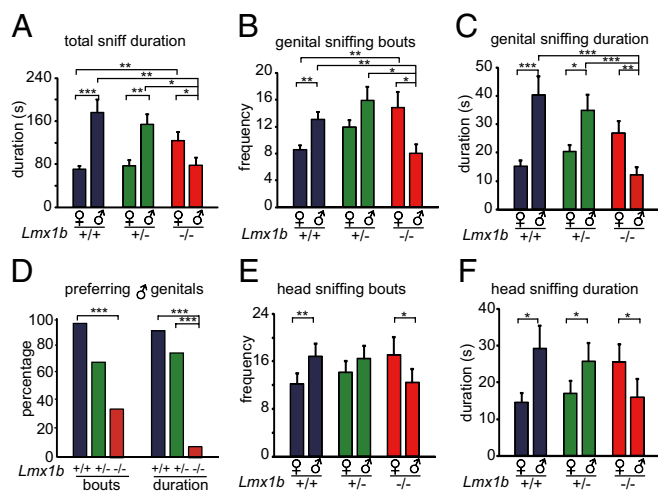 A
total sniff duration
duration (s)
240
160
80
0
**
**
*
***
**
*
♀ ♂ ♀ ♂ ♀ ♂
Lmx1b +/+ +/- -/-
B
genital sniffing bouts
frequency
20
16
12
8
4
0
**
**
*
**
*
♀ ♂ ♀ ♂ ♀ ♂
Lmx1b +/+ +/- -/-
C
genital sniffing duration
duration (s)
50
40
30
20
10
0
***
***
***
*
**
♀ ♂ ♀ ♂ ♀ ♂
Lmx1b +/+ +/- -/-
D
preferring ♂ genitals
percentage
100
80
60
40
20
0
***
***
***
Lmx1b +/+ +/- -/- +/+ +/- -/-
bouts duration
E
head sniffing bouts
frequency
24
16
12
8
4
0
**
*
♀ ♂ ♀ ♂ ♀ ♂
Lmx1b +/+ +/- -/-
F
head sniffing duration
duration (s)
40
30
20
10
0
*
*
*
♀ ♂ ♀ ♂ ♀ ♂
Lmx1b +/+ +/- -/-